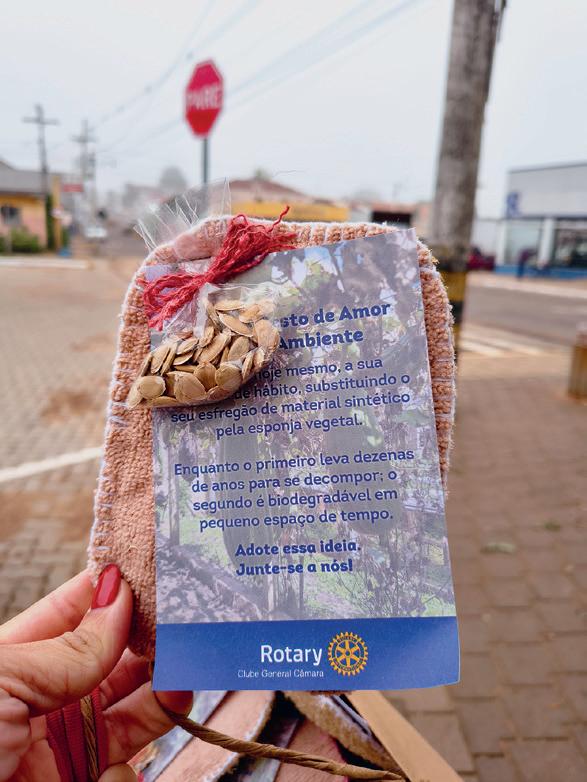 PARE
sto de Amor
Ambiente
oje mesmo, a sua
de hábito, substituindo o
seu esfregão de material sintético
pela esponja vegetal.
Enquanto o primeiro leva dezenas
de anos para se decompor; o
segundo é biodegradável em
pequeno espaço de tempo.
Adote essa ideia.
Junte-se a nós!
Rotary
Clube General Câmara